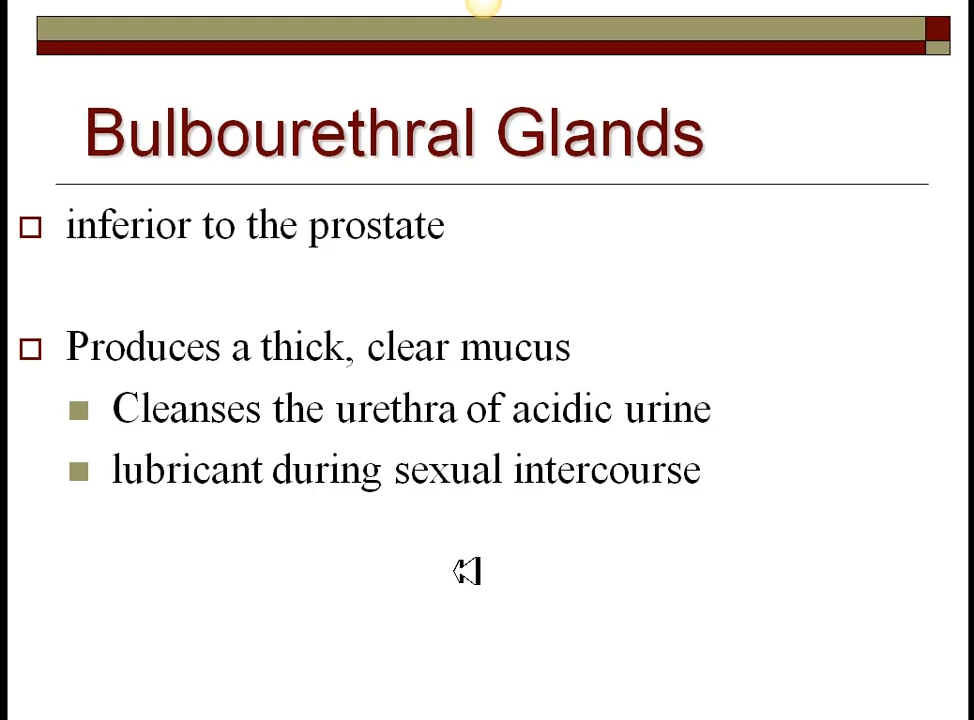 Bulbourethral Glands
inferior to the prostate
Produces a thick, clear mucus
Cleanses the urethra of acidic urine
lubricant during sexual intercourse